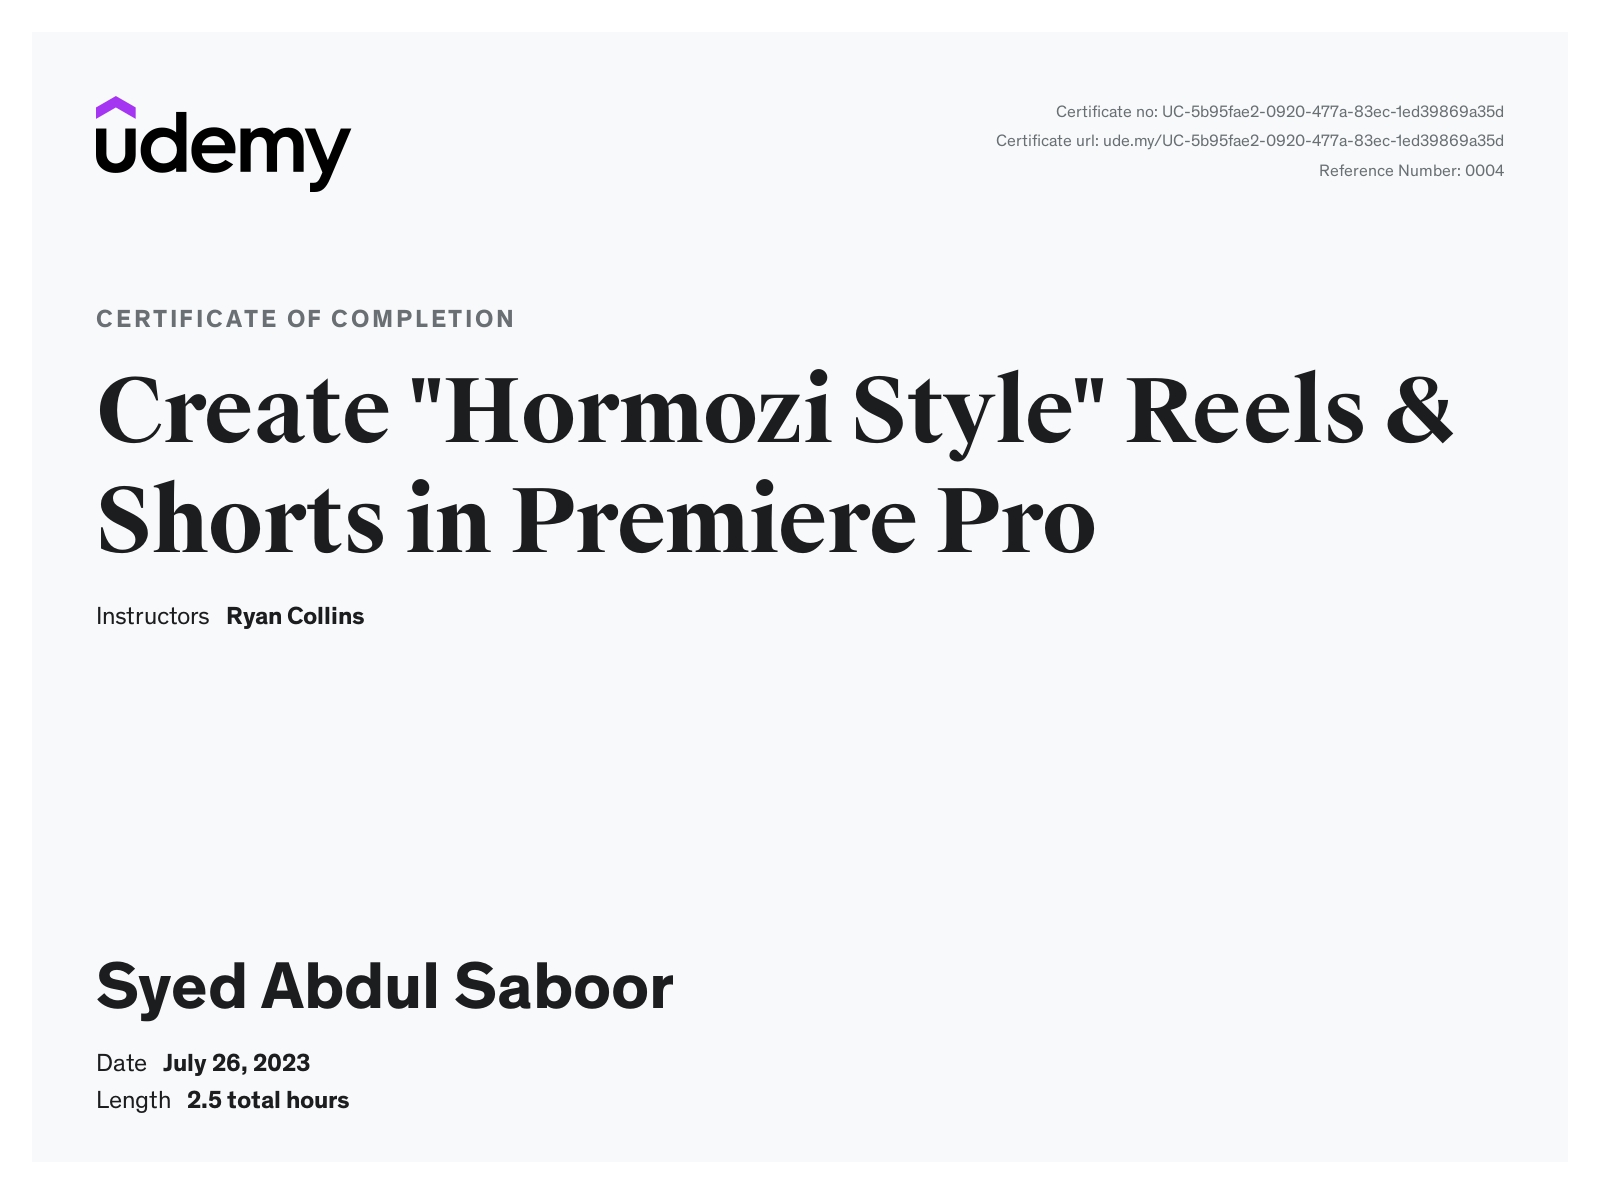 udemy
Certificate no: UC-5b95fae2-0920-477a-83ec-1ed39869a35d
Certificate url: ude.my/UC-5b95fae2-0920-477a-83ec-1ed39869a35d
Reference Number: 0004
CERTIFICATE OF COMPLETION
Create "Hormozi Style" Reels &
Shorts in Premiere Pro
Instructors Ryan Collins
Syed Abdul Saboor
Date July 26, 2023
Length 2.5 total hours